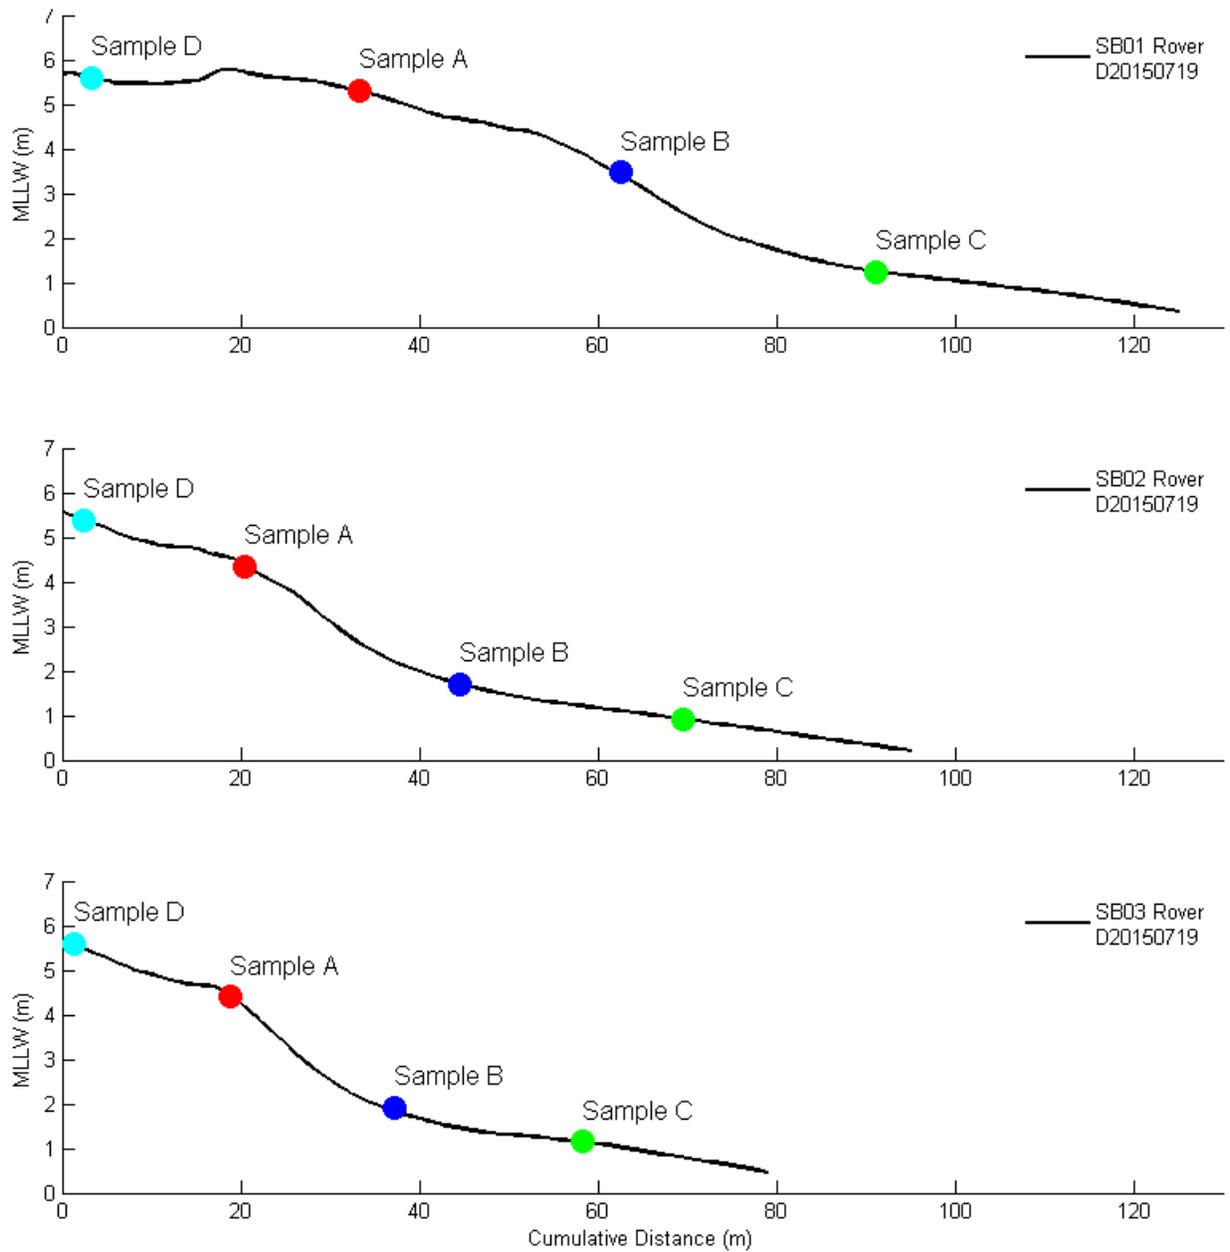 7
6
5
4
3
2
1
0
MLLW (m)
Sample D
Sample A
Sample B
Sample C
SB01 Rover
D20150719
0 20 40 60 80 100 120
7
6
5
4
3
2
1
0
MLLW (m)
Sample D
Sample A
Sample B
Sample C
SB02 Rover
D20150719
0 20 40 60 80 100 120
7
6
5
4
3
2
1
0
MLLW (m)
Sample D
Sample A
Sample B
Sample C
SB03 Rover
D20150719
0 20 40 60 80 100 120
Cumulative Distance (m)